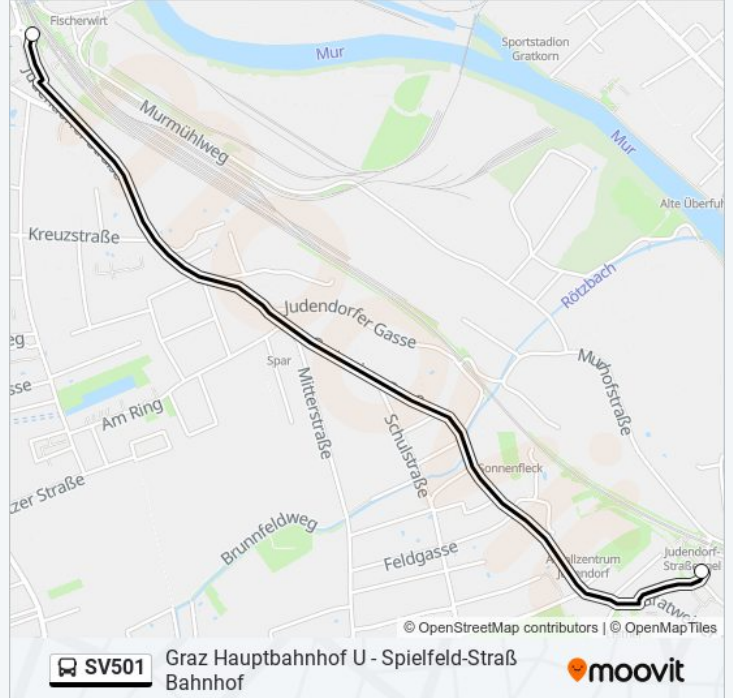 Fischerwirt
Sportstadion
Gratkorn
Mur
Murmühlweg
Mur
Alte Überfuh
Kreuzstraße
Rötzbach
Judendorfer Gasse
Spar
Am Ring
Mitterstraße
Schulstraße
Murhofstraße
Sonnenfleck
zer Straße
Brunnfeldweg
Feldgasse
Judendorf-
Judendorf
© OpenStreetMap contributors | © OpenMapTiles
SV501
Graz Hauptbahnhof U - Spielfeld-Straß
Bahnhof
moovit